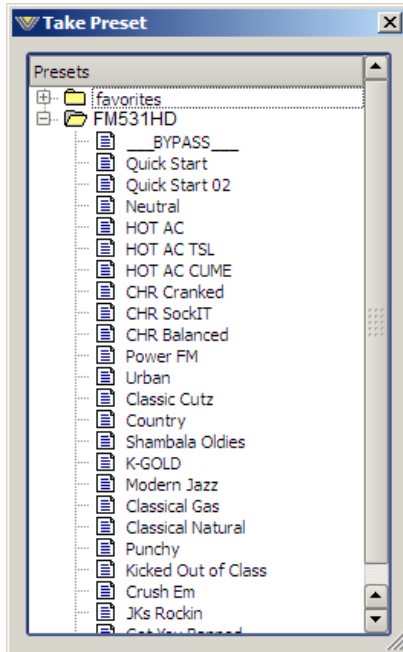 Take Preset
Presets
favorites
FM531HD
___BYPASS___
Quick Start
Quick Start 02
Neutral
HOT AC
HOT AC TSL
HOT AC CUME
CHR Cranked
CHR SockIT
CHR Balanced
Power FM
Urban
Classic Cutz
Country
Shambala Oldies
K-GOLD
Modern Jazz
Classical Gas
Classical Natural
Punchy
Kicked Out of Class
Crush Em
JKs Rockin
Got You